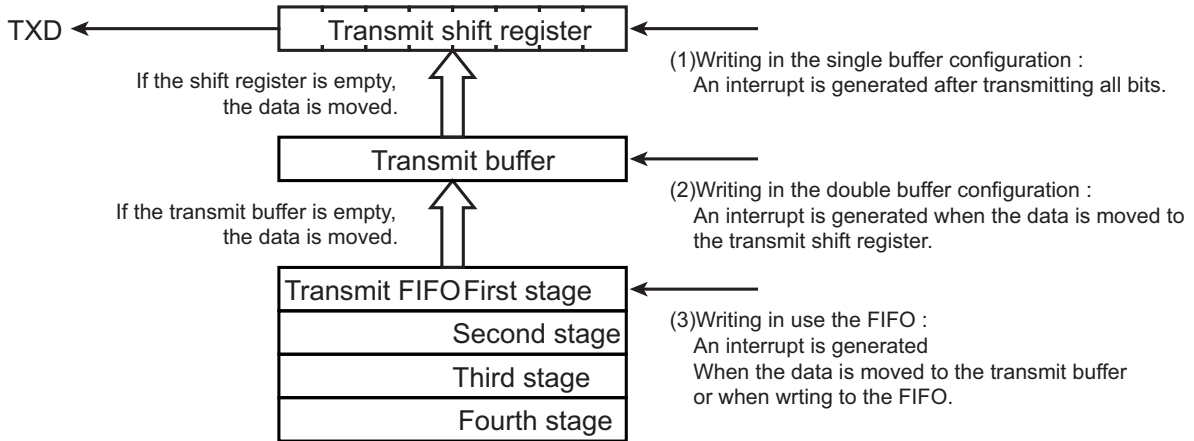 TXD
Transmit shift register
(1)Writing in the single buffer configuration :
An interrupt is generated after transmitting all bits.
If the shift register is empty,
the data is moved.
Transmit buffer
(2)Writing in the double buffer configuration :
An interrupt is generated when the data is moved to
the transmit shift register.
If the transmit buffer is empty,
the data is moved.
Transmit FIFO First stage
Second stage
Third stage
Fourth stage
(3)Writing in use the FIFO :
An interrupt is generated
When the data is moved to the transmit buffer
or when wrting to the FIFO.